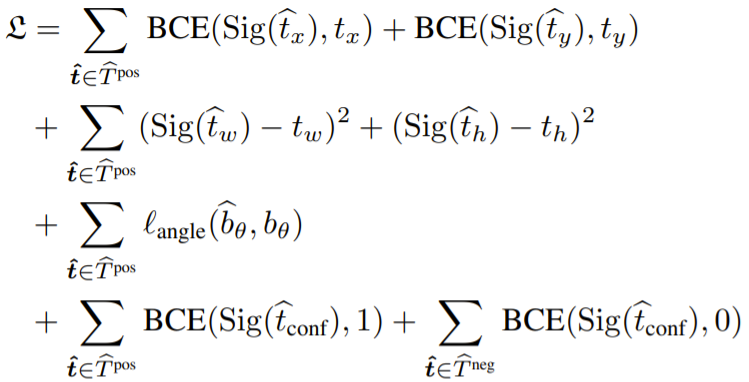 𝔏 = ∑_{t̂∈T̂^pos} BCE(Sig(t̂_x), t_x) + BCE(Sig(t̂_y), t_y)
+ ∑_{t̂∈T̂^pos} (Sig(t̂_w) − t_w)^2 + (Sig(t̂_h) − t_h)^2
+ ∑_{t̂∈T̂^pos} ℓ_angle(b̂_θ, b_θ)
+ ∑_{t̂∈T̂^pos} BCE(Sig(t̂_conf), 1) + ∑_{t̂∈T̂^neg} BCE(Sig(t̂_conf), 0)